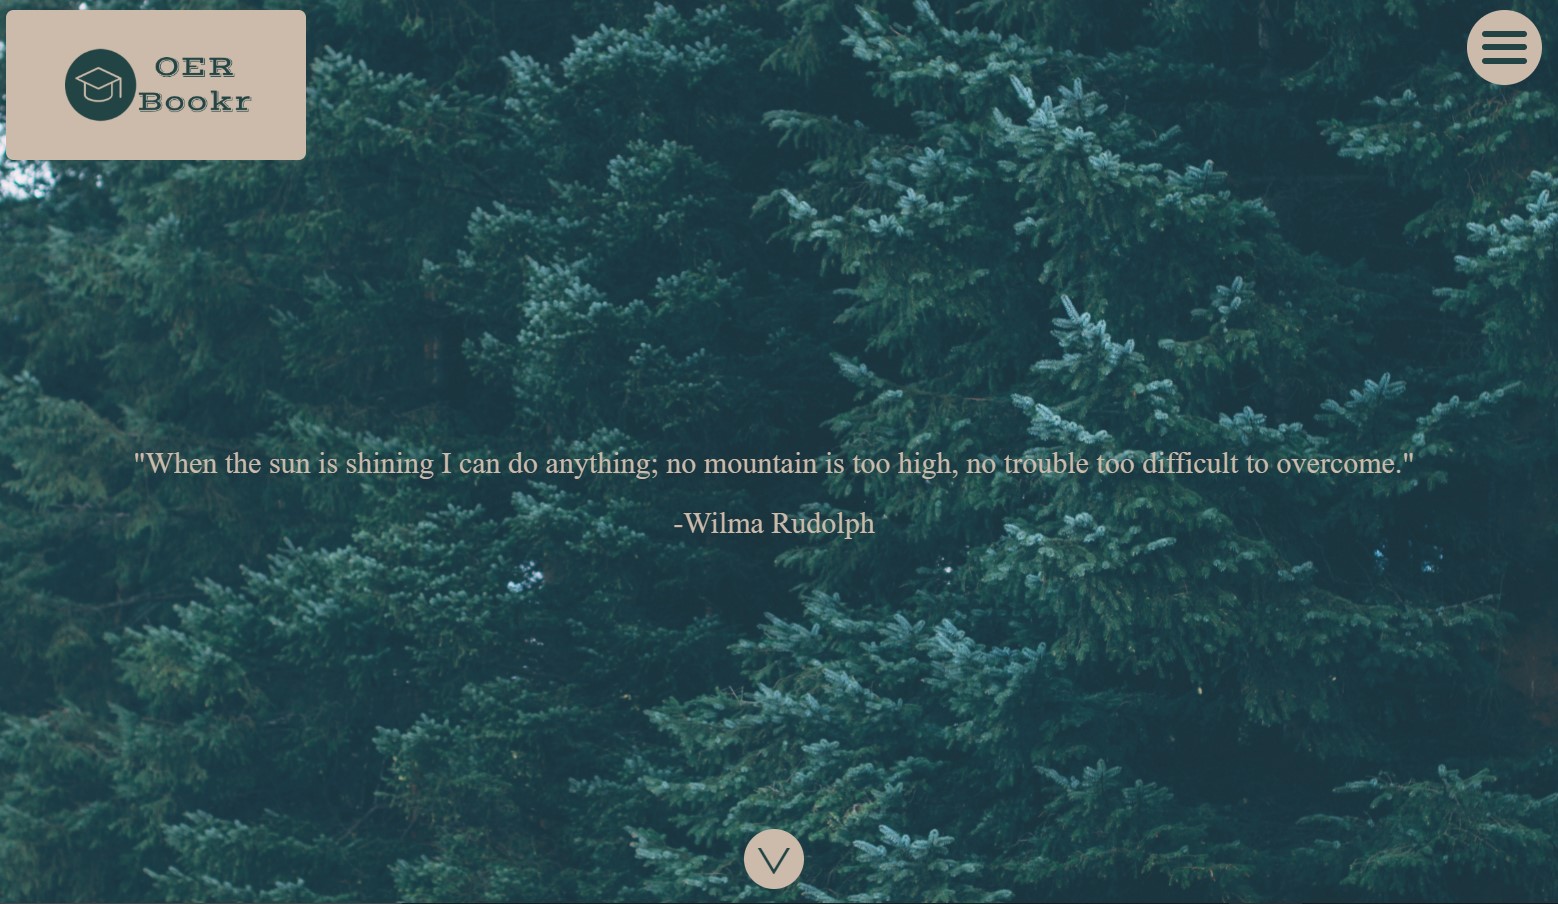 OER
Bookr
"When the sun is shining I can do anything; no mountain is too high, no trouble too difficult to overcome."
-Wilma Rudolph